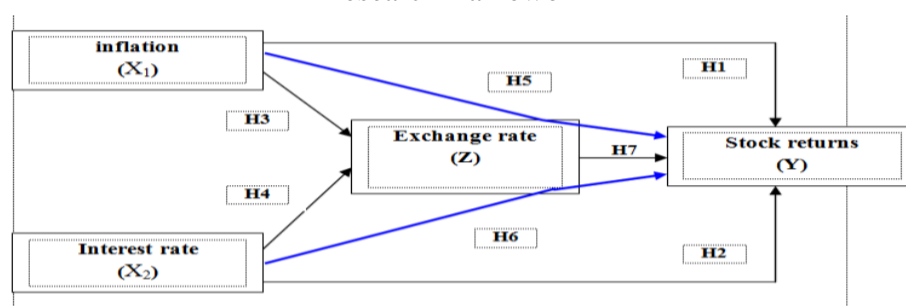 inflation
(X₁)
H1
H5
H3
Exchange rate
(Z)
H7
Stock returns
(Y)
H4
H6
Interest rate
(X₂)
H2